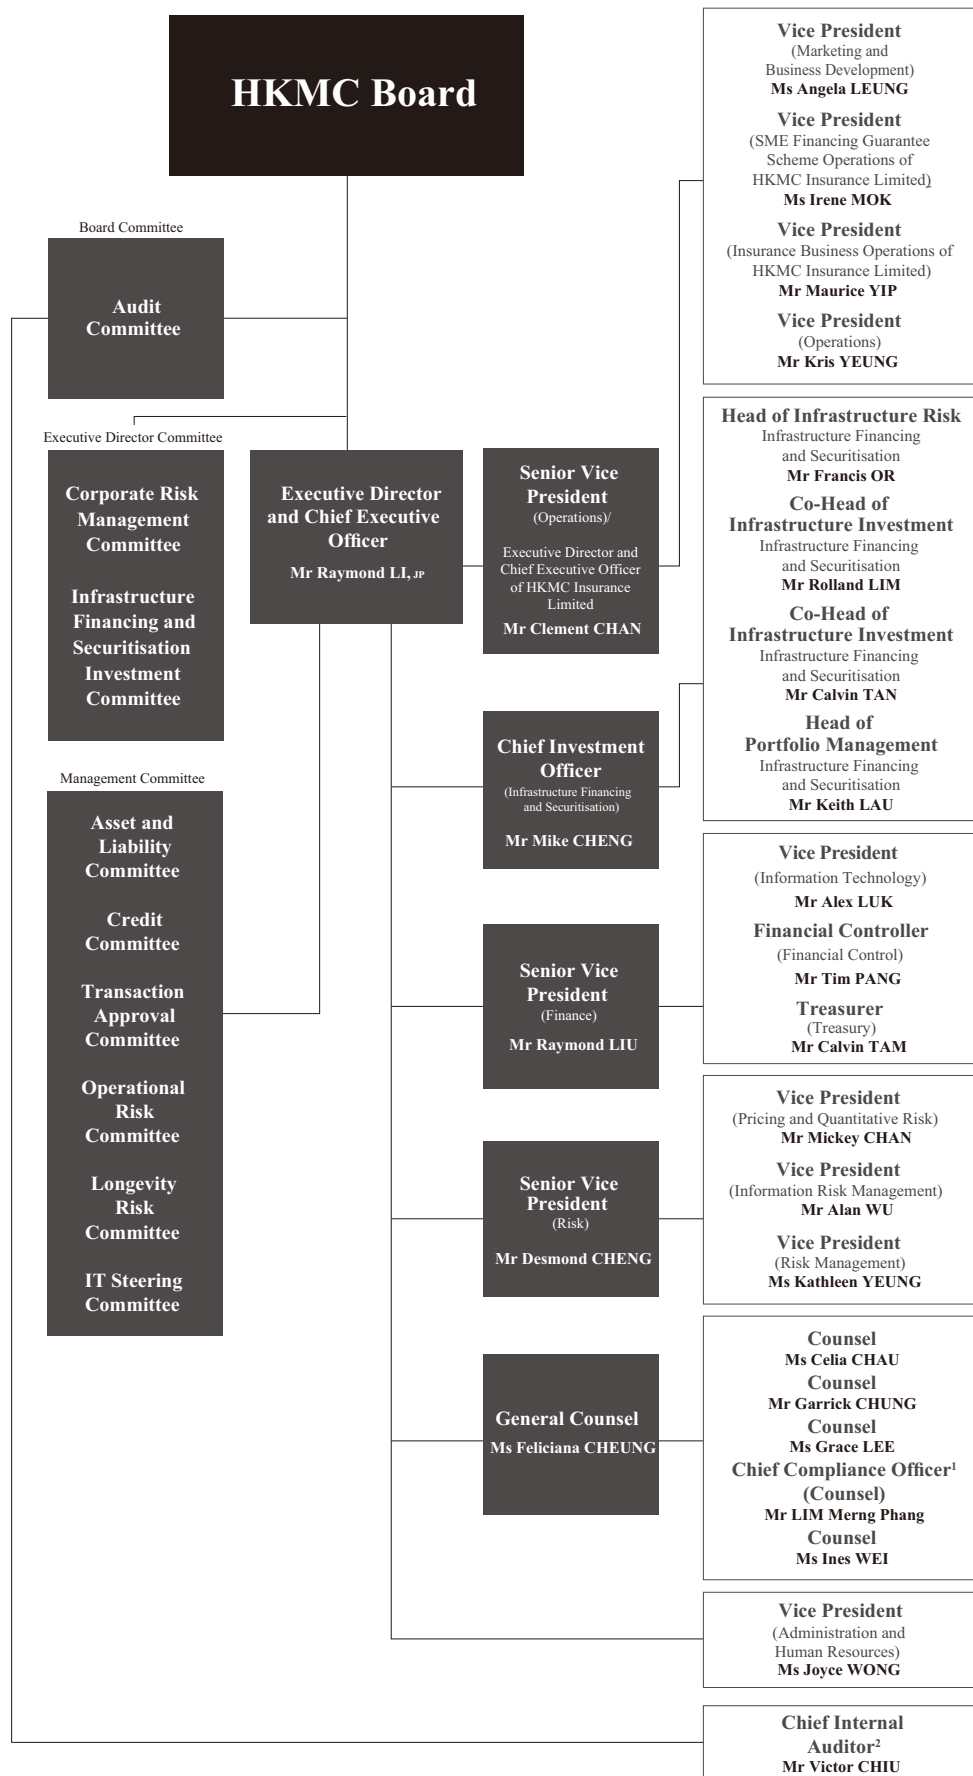 HKMC Board
Board Committee
Audit
Committee
Executive Director Committee
Corporate Risk
Management
Committee
Infrastructure
Financing and
Securitisation
Investment
Committee
Management Committee
Asset and
Liability
Committee
Credit
Committee
Transaction
Approval
Committee
Operational
Risk
Committee
Longevity
Risk
Committee
IT Steering
Committee
Executive Director
and Chief Executive
Officer
Mr Raymond LI, JP
Senior Vice
President
(Operations)/
Executive Director and
Chief Executive Officer
of HKMC Insurance
Limited
Mr Clement CHAN
Chief Investment
Officer
(Infrastructure Financing
and Securitisation)
Mr Mike CHENG
Senior Vice
President
(Finance)
Mr Raymond LIU
Senior Vice
President
(Risk)
Mr Desmond CHENG
General Counsel
Ms Feliciana CHEUNG
Vice President
(Marketing and
Business Development)
Ms Angela LEUNG
Vice President
(SME Financing Guarantee
Scheme Operations of
HKMC Insurance Limited)
Ms Irene MOK
Vice President
(Insurance Business Operations of
HKMC Insurance Limited)
Mr Maurice YIP
Vice President
(Operations)
Mr Kris YEUNG
Head of Infrastructure Risk
Infrastructure Financing
and Securitisation
Mr Francis OR
Co-Head of
Infrastructure Investment
Infrastructure Financing
and Securitisation
Mr Rolland LIM
Co-Head of
Infrastructure Investment
Infrastructure Financing
and Securitisation
Mr Calvin TAN
Head of
Portfolio Management
Infrastructure Financing
and Securitisation
Mr Keith LAU
Vice President
(Information Technology)
Mr Alex LUK
Financial Controller
(Financial Control)
Mr Tim PANG
Treasurer
(Treasury)
Mr Calvin TAM
Vice President
(Pricing and Quantitative Risk)
Mr Mickey CHAN
Vice President
(Information Risk Management)
Mr Alan WU
Vice President
(Risk Management)
Ms Kathleen YEUNG
Counsel
Ms Celia CHAU
Counsel
Mr Garrick CHUNG
Counsel
Ms Grace LEE
Chief Compliance Officer¹
(Counsel)
Mr LIM Merng Phang
Counsel
Ms Ines WEI
Vice President
(Administration and
Human Resources)
Ms Joyce WONG
Chief Internal
Auditor²
Mr Victor CHIU